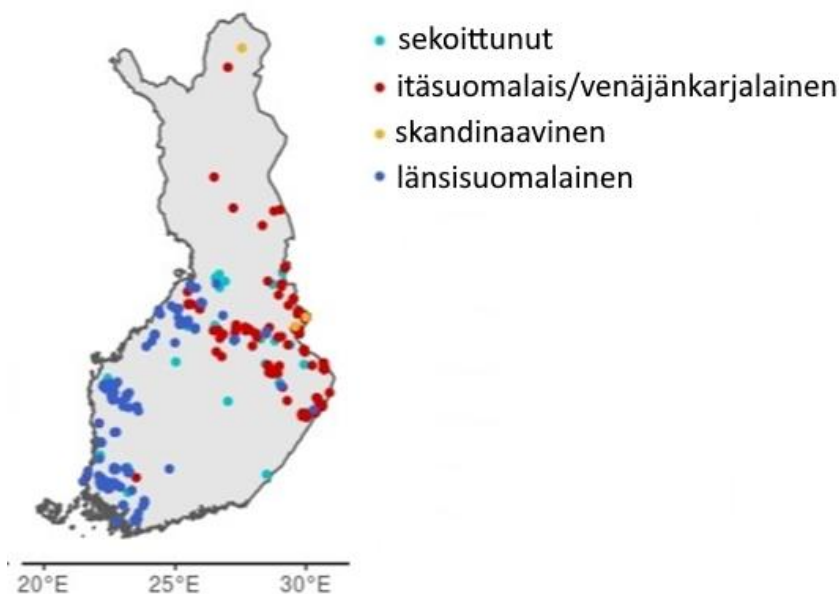 sekoittunut
itäsuomalais/venäjänkarjalainen
skandinaavinen
länsisuomalainen
20°E 25°E 30°E